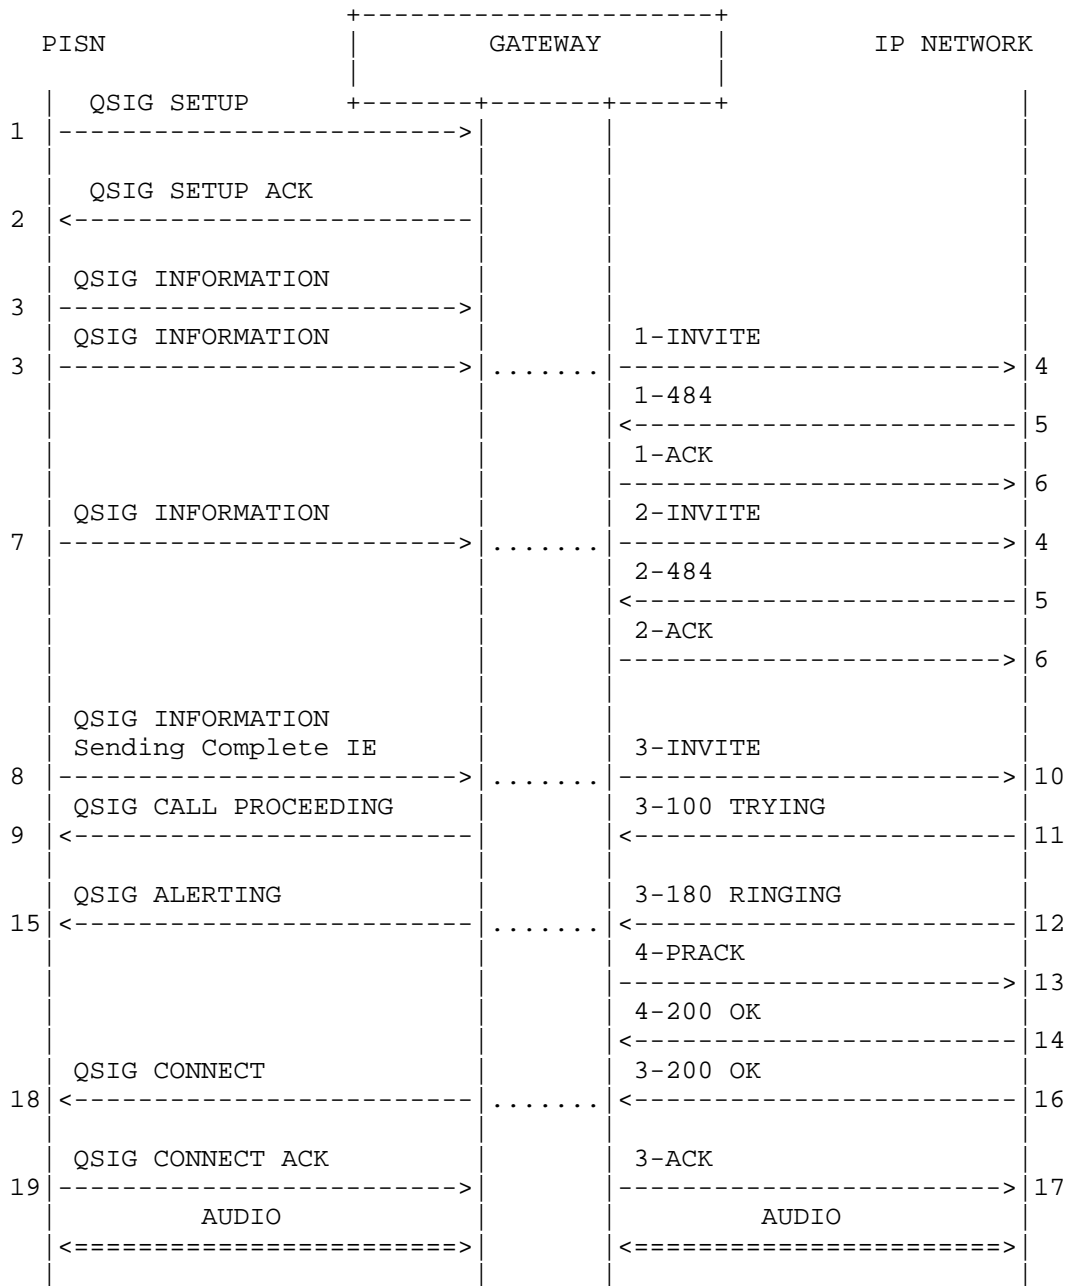 +----------------------+
  PISN               |        GATEWAY       |         IP NETWORK
                     |                      |
  |  QSIG SETUP      +-------+-------+------+                  |
1 |------------------------->|       |                         |
  |                          |       |                         |
  |  QSIG SETUP ACK          |       |                         |
2 |<-------------------------|       |                         |
  |                          |       |                         |
  | QSIG INFORMATION         |       |                         |
3 |------------------------->|       |                         |
  | QSIG INFORMATION         |       | 1-INVITE                |
3 |------------------------->|.......|------------------------>|4
  |                          |       | 1-484                   |
  |                          |       |<------------------------|5
  |                          |       | 1-ACK                   |
  |                          |       |------------------------>|6
  | QSIG INFORMATION         |       | 2-INVITE                |
7 |------------------------->|.......|------------------------>|4
  |                          |       | 2-484                   |
  |                          |       |<------------------------|5
  |                          |       | 2-ACK                   |
  |                          |       |------------------------>|6
  |                          |       |                         |
  | QSIG INFORMATION         |       |                         |
  | Sending Complete IE      |       | 3-INVITE                |
8 |------------------------->|.......|------------------------>|10
  | QSIG CALL PROCEEDING     |       | 3-100 TRYING            |
9 |<-------------------------|       |<------------------------|11
  |                          |       |                         |
  | QSIG ALERTING            |       | 3-180 RINGING           |
15|<-------------------------|.......|<------------------------|12
  |                          |       | 4-PRACK                 |
  |                          |       |------------------------>|13
  |                          |       | 4-200 OK                |
  |                          |       |<------------------------|14
  | QSIG CONNECT             |       | 3-200 OK                |
18|<-------------------------|.......|<------------------------|16
  |                          |       |                         |
  | QSIG CONNECT ACK         |       | 3-ACK                   |
19|------------------------->|       |------------------------>|17
  |         AUDIO            |       |         AUDIO           |
  |<========================>|       |<=======================>|
  |                          |       |                         |